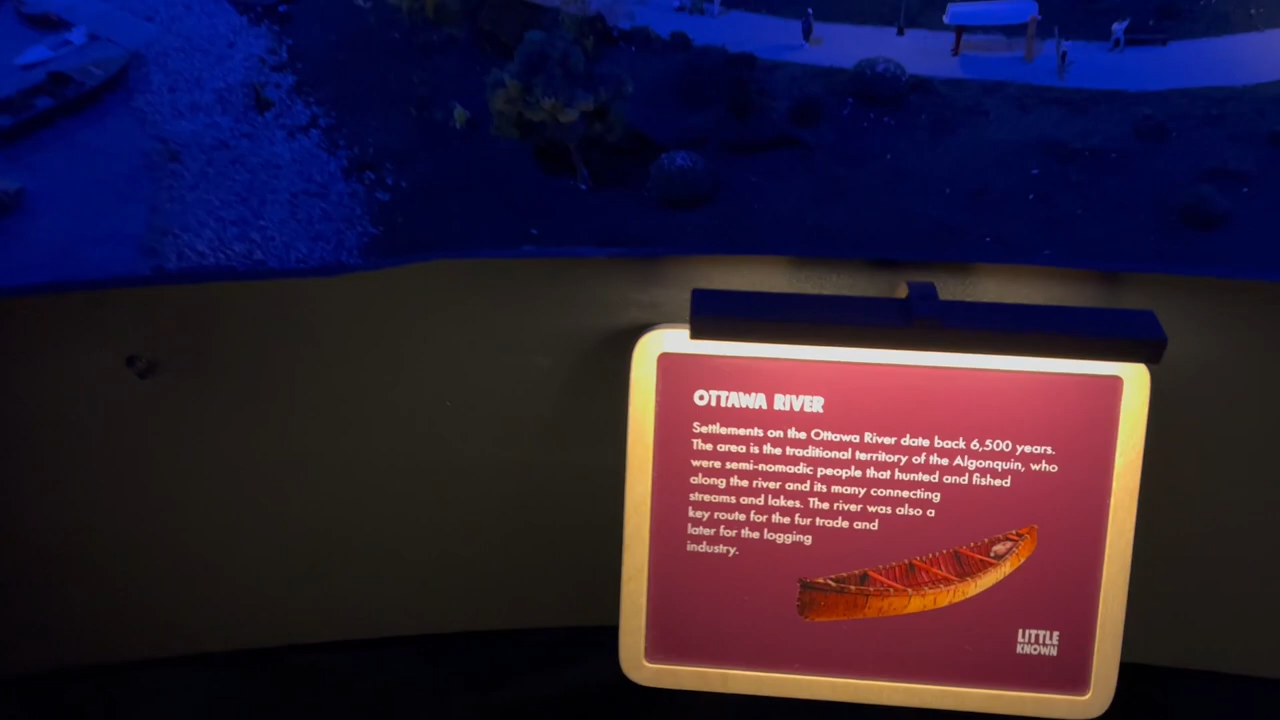 OTTAWA RIVER
Settlements on the Ottawa River date back 6,500 years.
The area is the traditional territory of the Algonquin, who
were semi-nomadic people that hunted and fished
along the river and its many connecting
streams and lakes. The river was also a
key route for the fur trade and
later for the logging
industry.
LITTLE
KNOWN